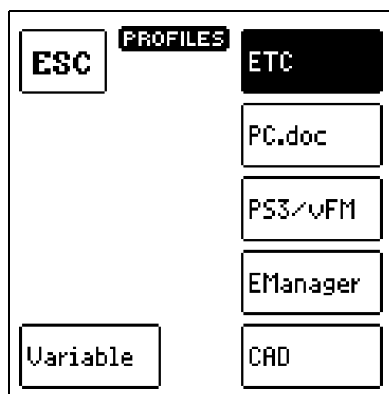 PROFILES
ESC
ETC
PC.doc
PS3/vFM
EManager
Variable
CAD